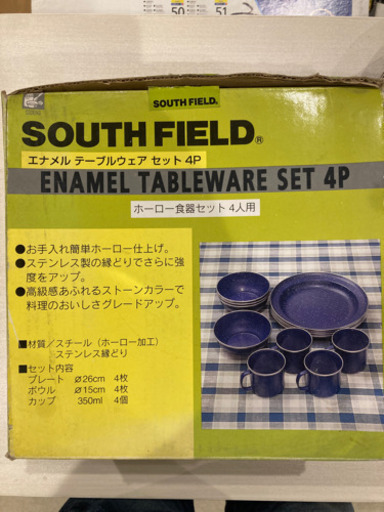 50
51
SOUTH FIELD.
SOUTH FIELD®
エナメル テーブルウェア セット 4P
ENAMEL TABLEWARE SET 4P
ホーロー食器セット 4人用
●お手入れ簡単ホーロー仕上げ。
●ステンレス製の縁どりでさらに強
度をアップ。
●高級感あふれるストーンカラーで
料理のおいしさグレードアップ。
■材質／スチール（ホーロー加工）
ステンレス縁どり
■セット内容
プレート ⌀26cm 4枚
ボウル ⌀15cm 4枚
カップ 350ml 4個